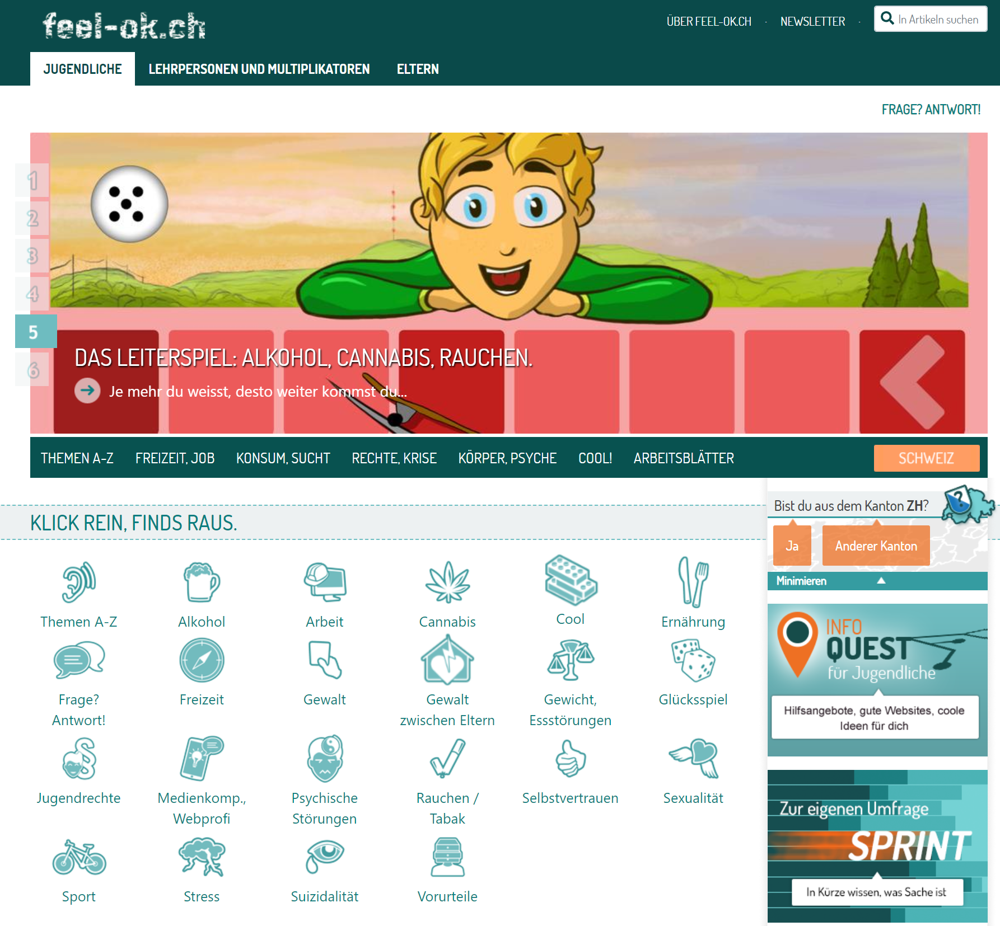 feel-ok.ch
ÜBER FEEL-OK.CH · NEWSLETTER ·
In Artikeln suchen
JUGENDLICHE
LEHRPERSONEN UND MULTIPLIKATOREN
ELTERN
FRAGE? ANTWORT!
1
2
3
4
5
6
DAS LEITERSPIEL: ALKOHOL, CANNABIS, RAUCHEN.
Je mehr du weisst, desto weiter kommst du...
THEMEN A-Z
FREIZEIT, JOB
KONSUM, SUCHT
RECHTE, KRISE
KÖRPER, PSYCHE
COOL!
ARBEITSBLÄTTER
SCHWEIZ
KLICK REIN, FINDS RAUS.
Themen A-Z
Alkohol
Arbeit
Cannabis
Cool
Ernährung
Frage?
Antwort!
Freizeit
Gewalt
Gewalt
zwischen Eltern
Gewicht,
Essstörungen
Glücksspiel
Jugendrechte
Medienkomp.,
Webprofi
Psychische
Störungen
Rauchen /
Tabak
Selbstvertrauen
Sexualität
Sport
Stress
Suizidalität
Vorurteile
Bist du aus dem Kanton ZH?
?
Ja
Anderer Kanton
Minimieren
INFO
QUEST
für Jugendliche
Hilfsangebote, gute Websites, coole
Ideen für dich
Zur eigenen Umfrage
SPRINT
In Kürze wissen, was Sache ist